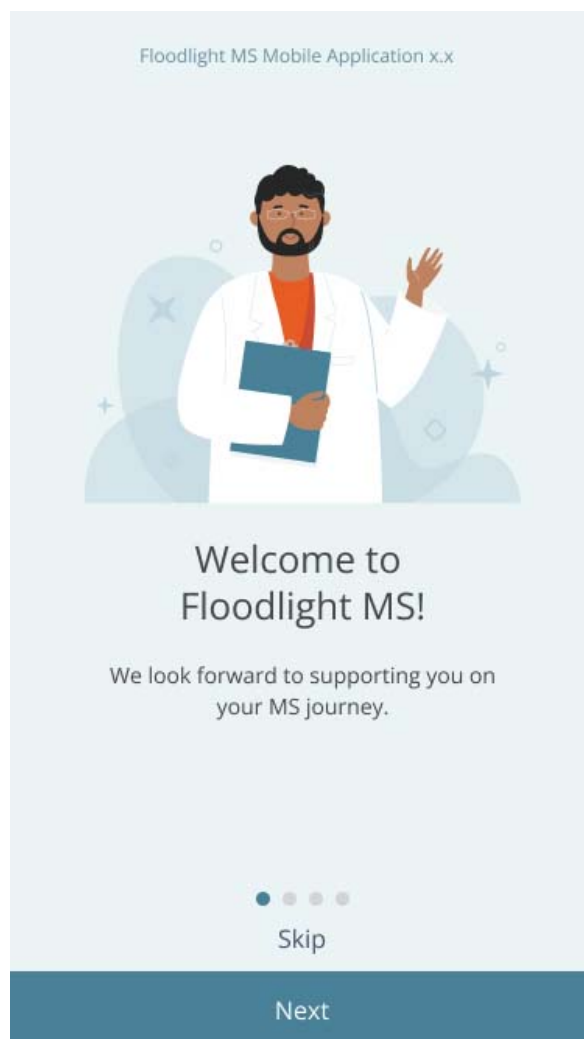 Floodlight MS Mobile Application x.x
Welcome to
Floodlight MS!
We look forward to supporting you on
your MS journey.
Skip
Next